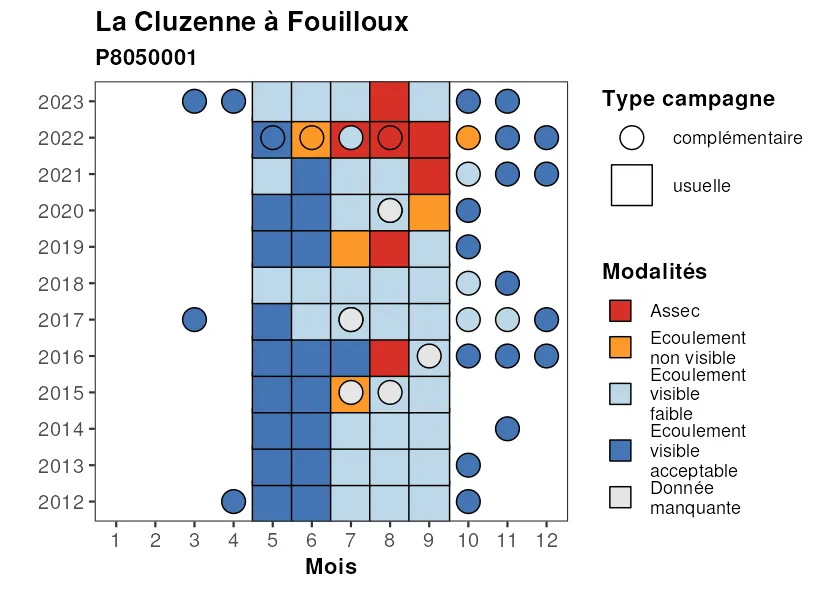 La Cluzenne à Fouilloux
P8050001
2023
2022
2021
2020
2019
2018
2017
2016
2015
2014
2013
2012
1 2 3 4 5 6 7 8 9 10 11 12
Mois
Type campagne
complémentaire
usuelle
Modalités
Assec
Ecoulement
non visible
Ecoulement
visible
faible
Ecoulement
visible
acceptable
Donnée
manquante